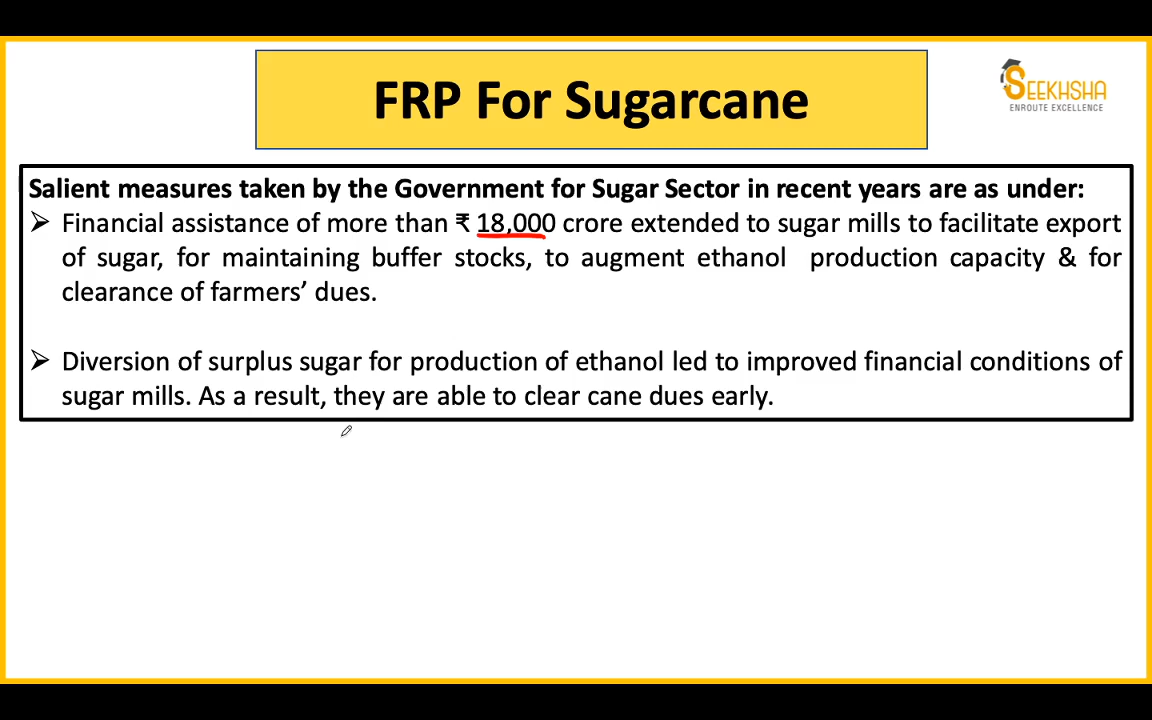 FRP For Sugarcane
SEEKHSHA
ENROUTE EXCELLENCE
Salient measures taken by the Government for Sugar Sector in recent years are as under:
➢ Financial assistance of more than ₹ 18,000 crore extended to sugar mills to facilitate export
of sugar, for maintaining buffer stocks, to augment ethanol production capacity & for
clearance of farmers’ dues.
➢ Diversion of surplus sugar for production of ethanol led to improved financial conditions of
sugar mills. As a result, they are able to clear cane dues early.